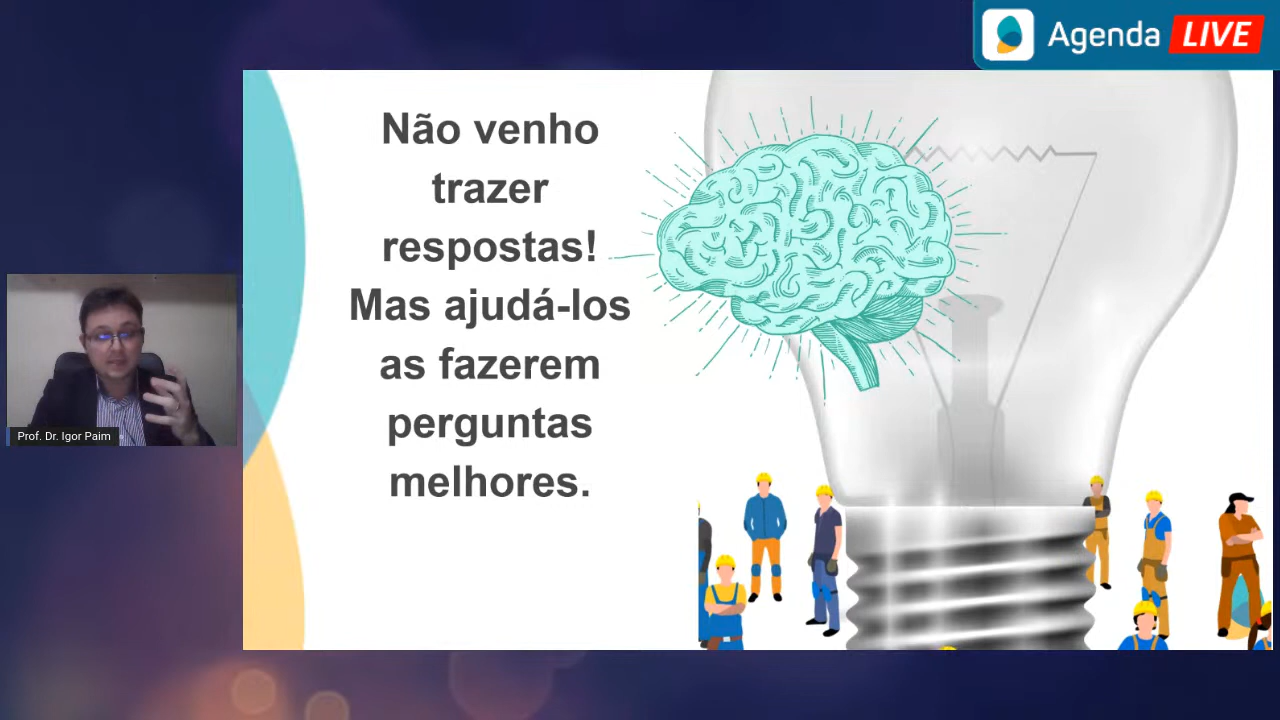 Agenda LIVE
Não venho
trazer
respostas!
Mas ajudá-los
as fazerem
perguntas
melhores.
Prof. Dr. Igor Paim